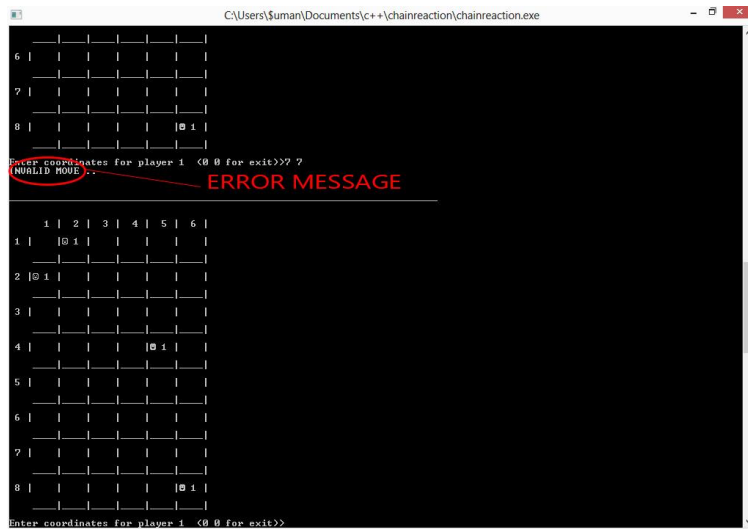 C:\Users\$uman\Documents\c++\chainreaction\chainreaction.exe
6 | | | | | | |
7 | | | | | | |
8 | | | | | |☻ 1 |
Enter coordinates for player 1 (0 0 for exit)>>7 7
INVALID MOVE ..
ERROR MESSAGE
1 | 2 | 3 | 4 | 5 | 6 |
1 | |☺ 1 | | | | |
2 |☺ 1 | | | | | |
3 | | | | | | |
4 | | | | |☻ 1 | |
5 | | | | | | |
6 | | | | | | |
7 | | | | | | |
8 | | | | | |☻ 1 |
Enter coordinates for player 1 (0 0 for exit)>>